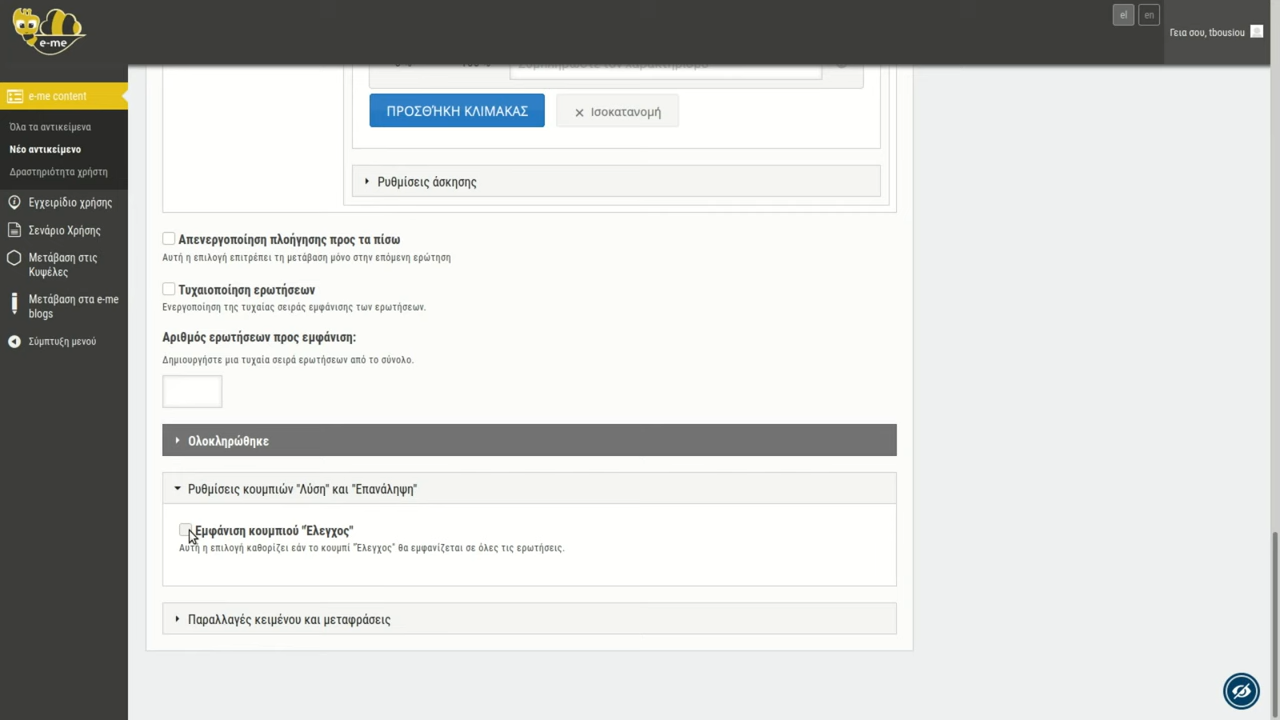 e-me
el
en
Γεια σου, tbousiou
e-me content
Όλα τα αντικείμενα
Νέο αντικείμενο
Δραστηριότητα χρήστη
Εγχειρίδιο χρήσης
Σενάριο Χρήσης
Μετάβαση στις
Κυψέλες
Μετάβαση στα e-me
blogs
Σύμπτυξη μενού
ΠΡΟΣΘΉΚΗ ΚΛΙΜΑΚΑΣ
Ισοκατανομή
Ρυθμίσεις άσκησης
Απενεργοποίηση πλοήγησης προς τα πίσω
Αυτή η επιλογή επιτρέπει τη μετάβαση μόνο στην επόμενη ερώτηση
Τυχαιοποίηση ερωτήσεων
Ενεργοποίηση της τυχαίας σειράς εμφάνισης των ερωτήσεων.
Αριθμός ερωτήσεων προς εμφάνιση:
Δημιουργήστε μια τυχαία σειρά ερωτήσεων από το σύνολο.
Ολοκληρώθηκε
Ρυθμίσεις κουμπιών "Λύση" και "Επανάληψη"
Εμφάνιση κουμπιού "Έλεγχος"
Αυτή η επιλογή καθορίζει εάν το κουμπί "Έλεγχος" θα εμφανίζεται σε όλες τις ερωτήσεις.
Παραλλαγές κειμένου και μεταφράσεις